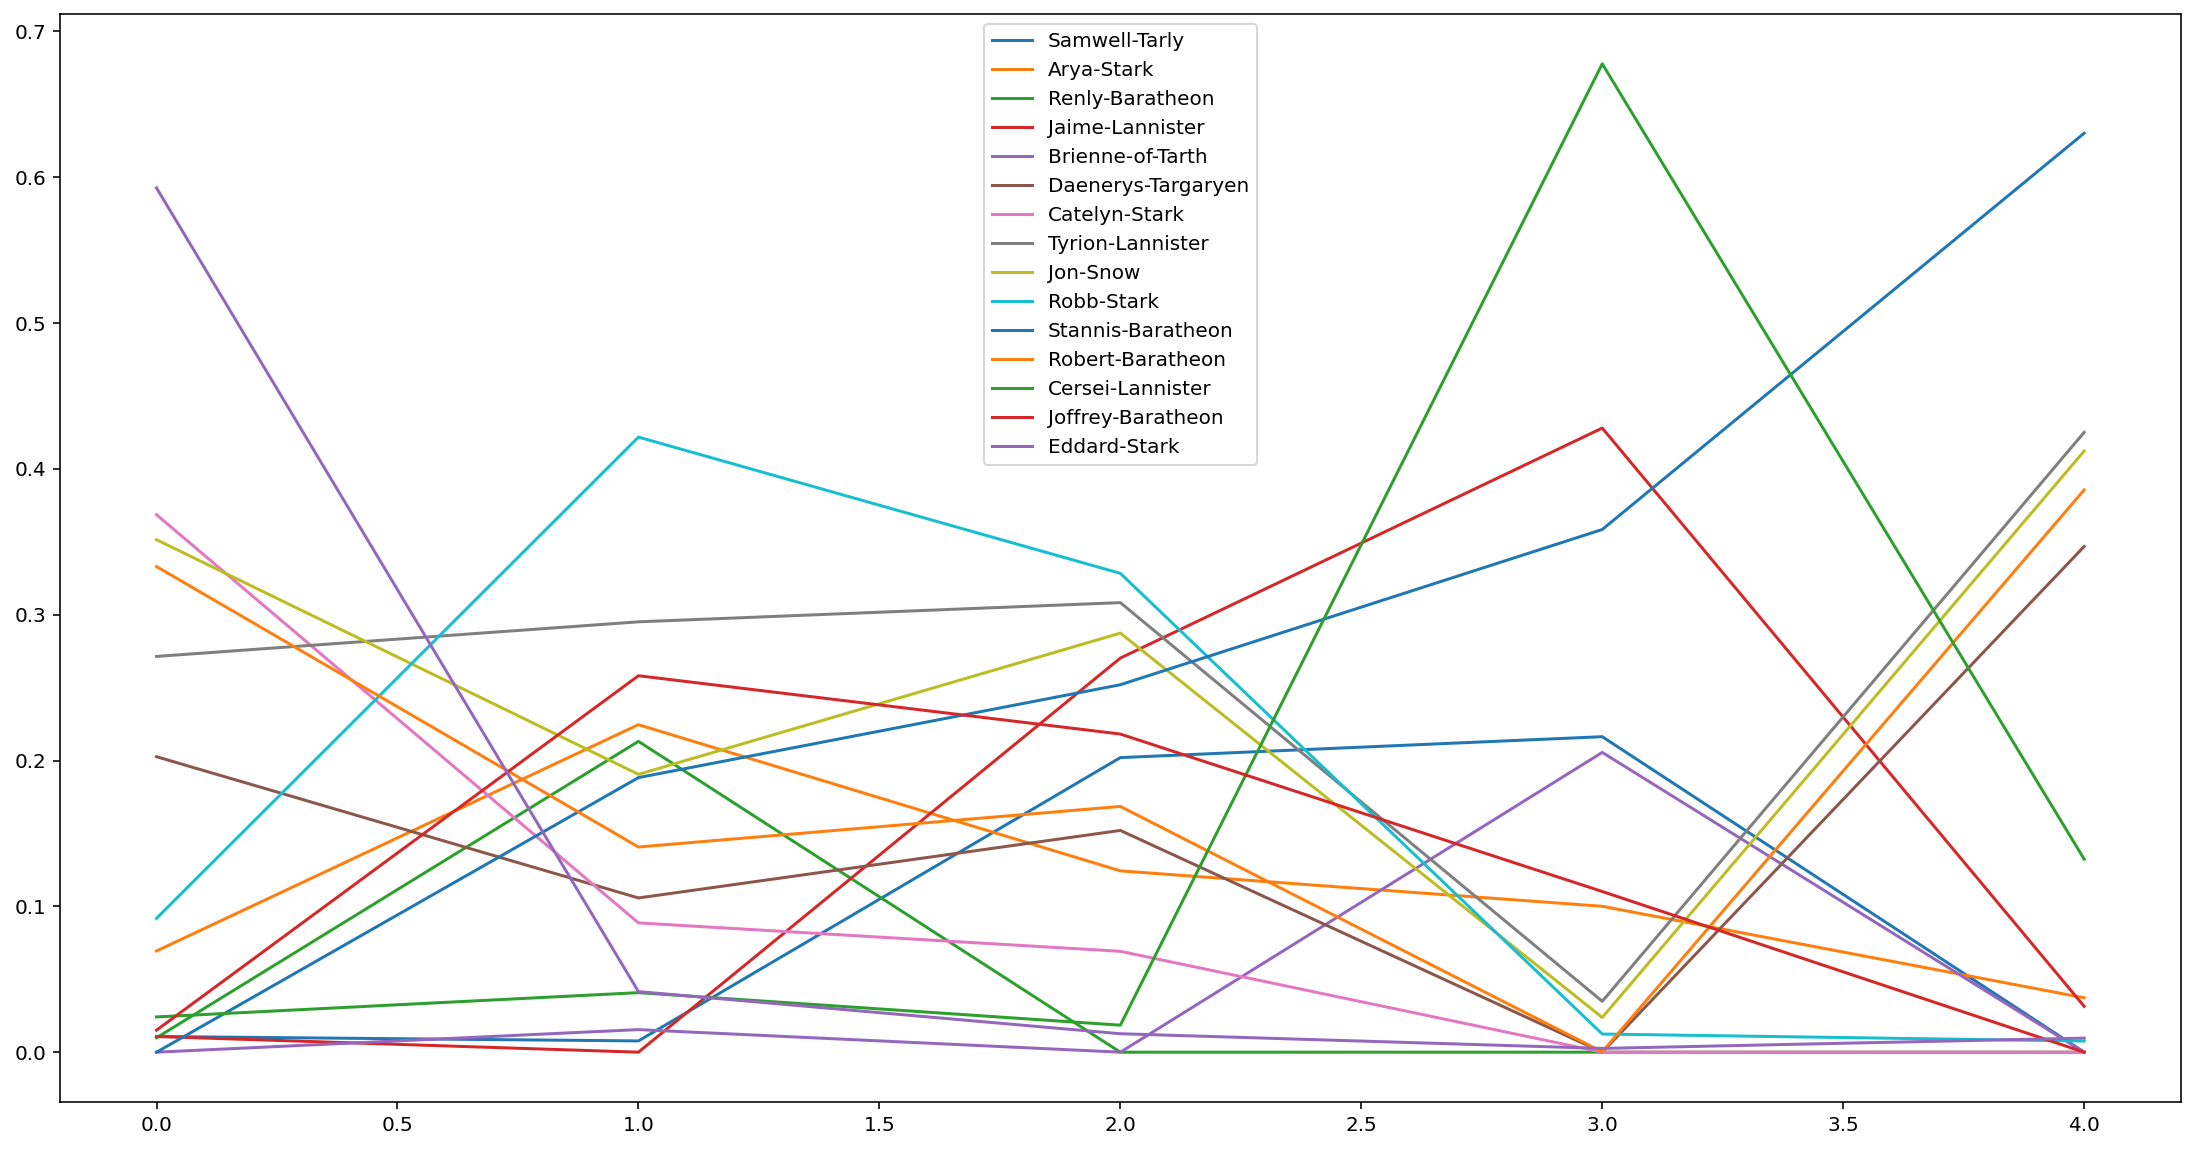 0.7
0.6
0.5
0.4
0.3
0.2
0.1
0.0
Samwell-Tarly
Arya-Stark
Renly-Baratheon
Jaime-Lannister
Brienne-of-Tarth
Daenerys-Targaryen
Catelyn-Stark
Tyrion-Lannister
Jon-Snow
Robb-Stark
Stannis-Baratheon
Robert-Baratheon
Cersei-Lannister
Joffrey-Baratheon
Eddard-Stark
0.0 0.5 1.0 1.5 2.0 2.5 3.0 3.5 4.0